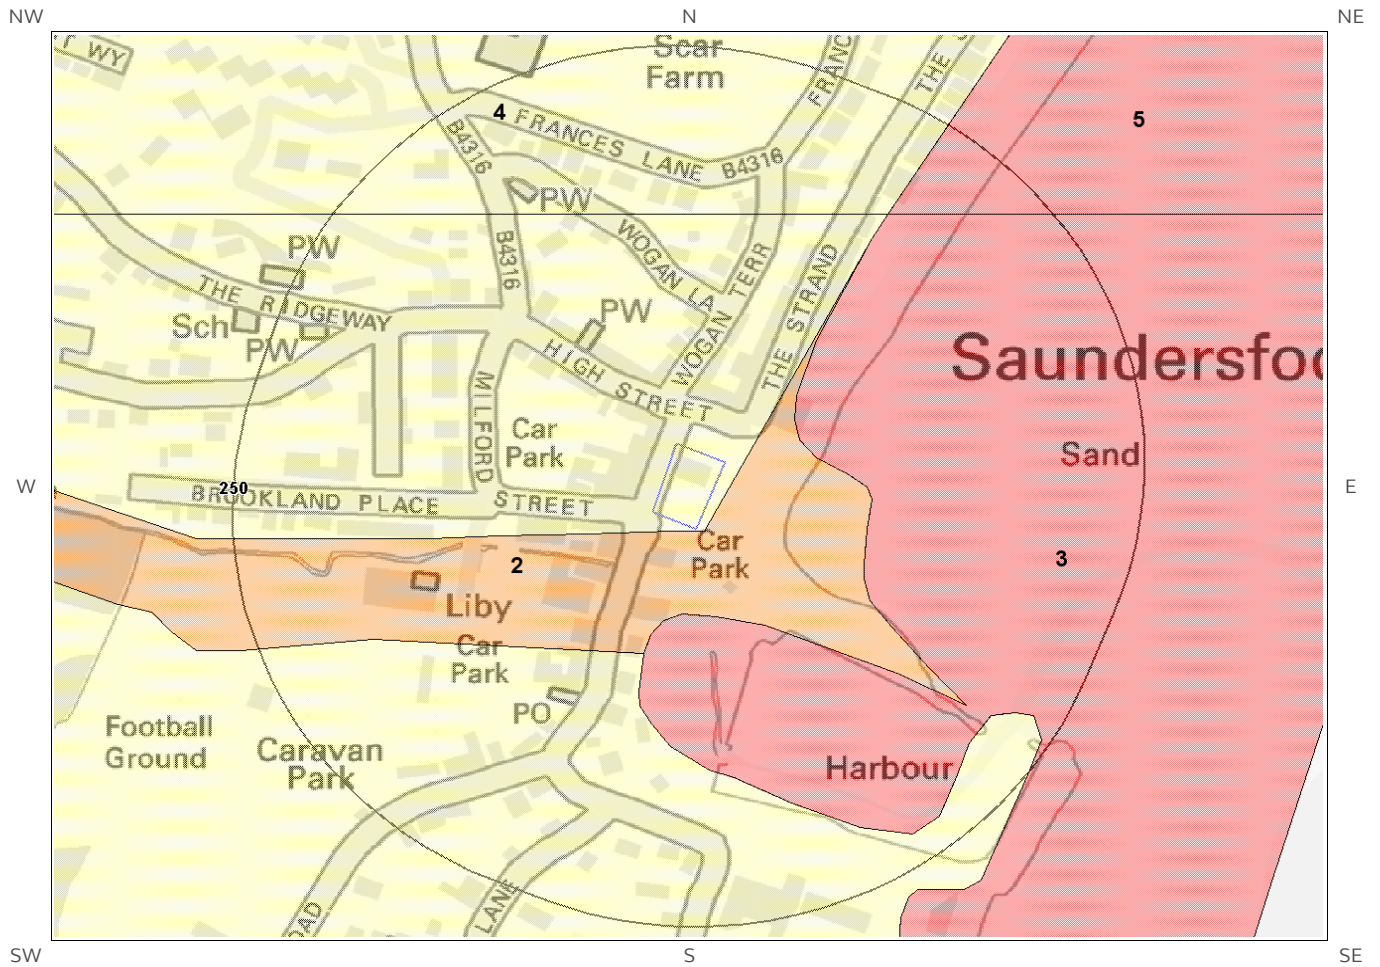 NW
N
NE
T WY
Scar
Farm
FRANC
THE
4
FRANCES LANE B4316
5
B4316
PW
WOGAN LA
B4316
PW
WOGAN TERR
THE STRAND
THE RIDGEWAY
Sch
PW
PW
HIGH STREET
Saundersfoo
MILFORD
STREET
Car
Park
Sand
W
250
BROOKLAND PLACE
E
2
Car
Park
3
Liby
Car
Park
PO
Football
Ground
Caravan
Park
Harbour
OAD
LANE
SW
S
SE